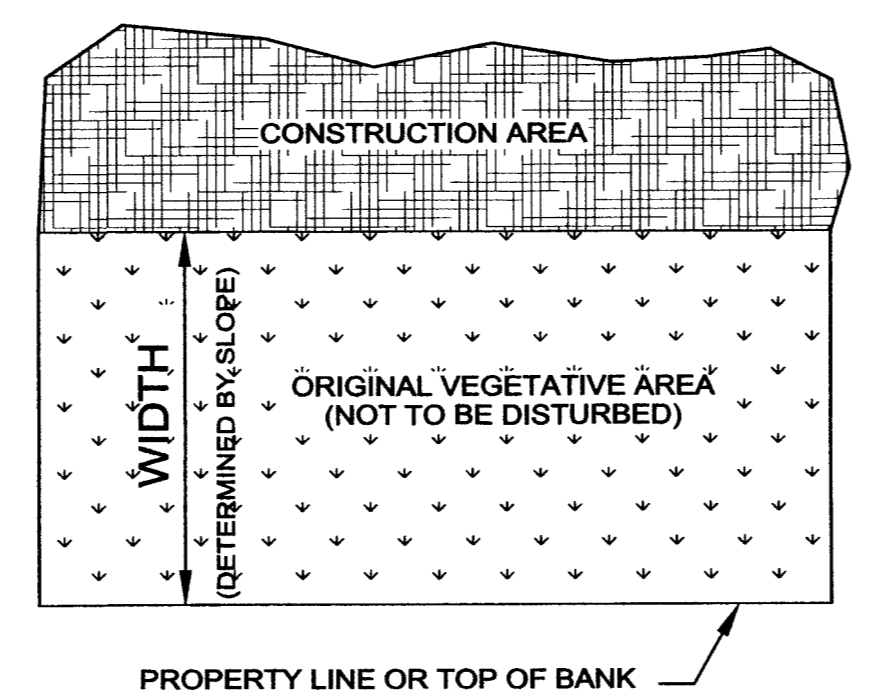 CONSTRUCTION AREA
WIDTH
(DETERMINED BY SLOPE)
ORIGINAL VEGETATIVE AREA
(NOT TO BE DISTURBED)
PROPERTY LINE OR TOP OF BANK